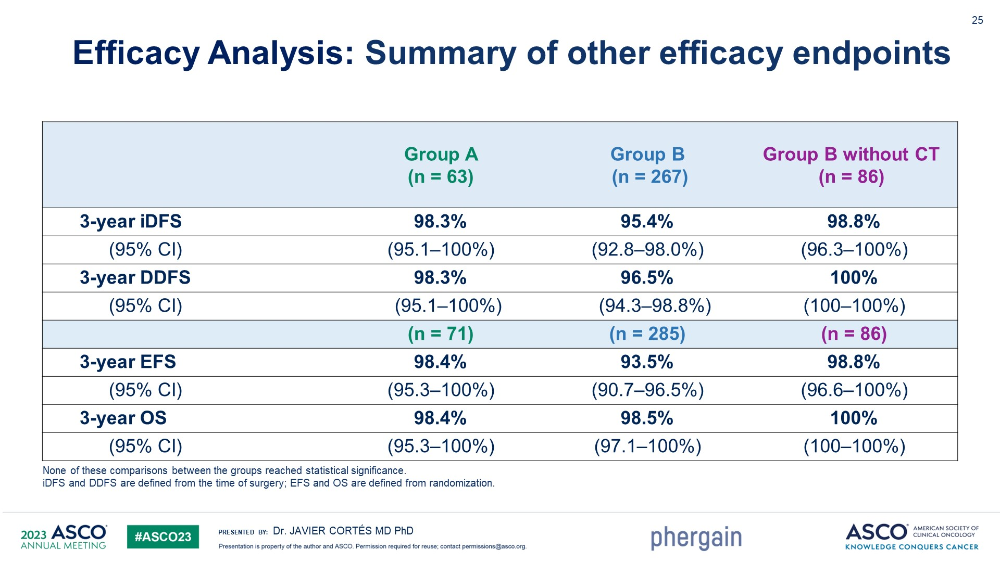 25
Efficacy Analysis: Summary of other efficacy endpoints
Group A Group B Group B without CT
(n = 63) (n = 267) (n = 86)
3-year iDFS 98.3% 95.4% 98.8%
(95% CI) (95.1–100%) (92.8–98.0%) (96.3–100%)
3-year DDFS 98.3% 96.5% 100%
(95% CI) (95.1–100%) (94.3–98.8%) (100–100%)
(n = 71) (n = 285) (n = 86)
3-year EFS 98.4% 93.5% 98.8%
(95% CI) (95.3–100%) (90.7–96.5%) (96.6–100%)
3-year OS 98.4% 98.5% 100%
(95% CI) (95.3–100%) (97.1–100%) (100–100%)
None of these comparisons between the groups reached statistical significance.
iDFS and DDFS are defined from the time of surgery; EFS and OS are defined from randomization.
2023 ASCO
ANNUAL MEETING
#ASCO23
PRESENTED BY: Dr. JAVIER CORTÉS MD PhD
Presentation is property of the author and ASCO. Permission required for reuse; contact permissions@asco.org.
phergain
ASCO AMERICAN SOCIETY OF
CLINICAL ONCOLOGY
KNOWLEDGE CONQUERS CANCER